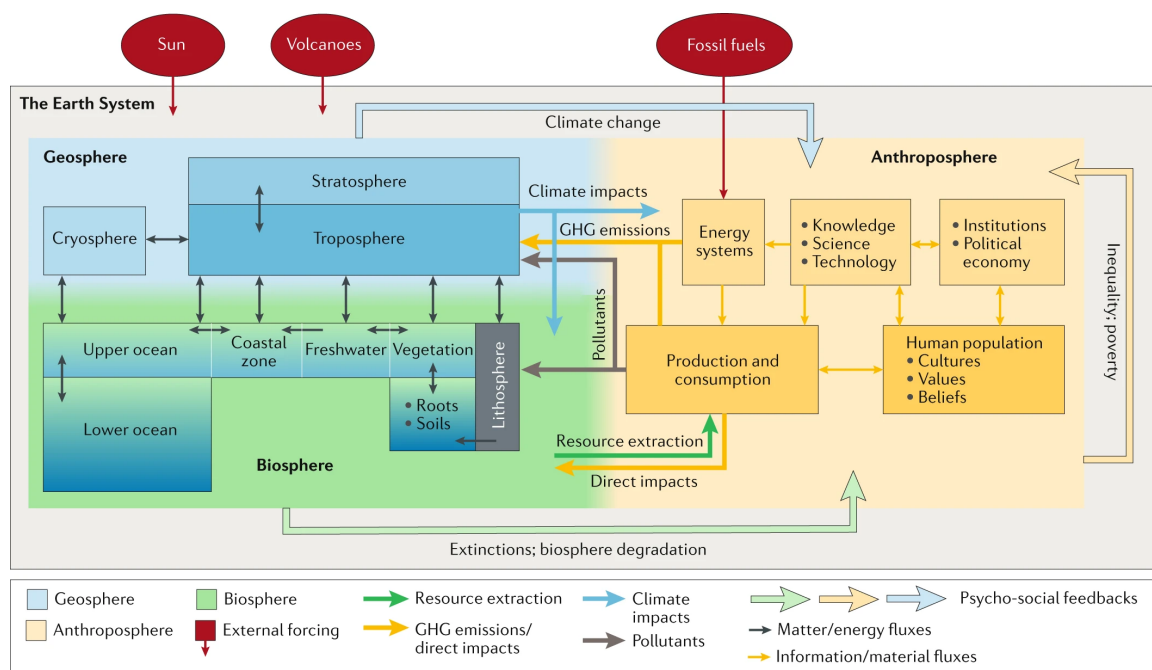 Sun
Volcanoes
Fossil fuels
The Earth System
Climate change
Geosphere
Anthroposphere
Stratosphere
Troposphere
Cryosphere
Climate impacts
GHG emissions
Pollutants
Energy
systems
• Knowledge
• Science
• Technology
• Institutions
• Political
economy
Inequality; poverty
Upper ocean
Coastal
zone
Freshwater
Vegetation
Lithosphere
• Roots
• Soils
Lower ocean
Biosphere
Production and
consumption
Human population
• Cultures
• Values
• Beliefs
Resource extraction
Direct impacts
Extinctions; biosphere degradation
Geosphere
Biosphere
Resource extraction
Climate
impacts
Psycho-social feedbacks
Anthroposphere
External forcing
GHG emissions/
direct impacts
Pollutants
Matter/energy fluxes
Information/material fluxes